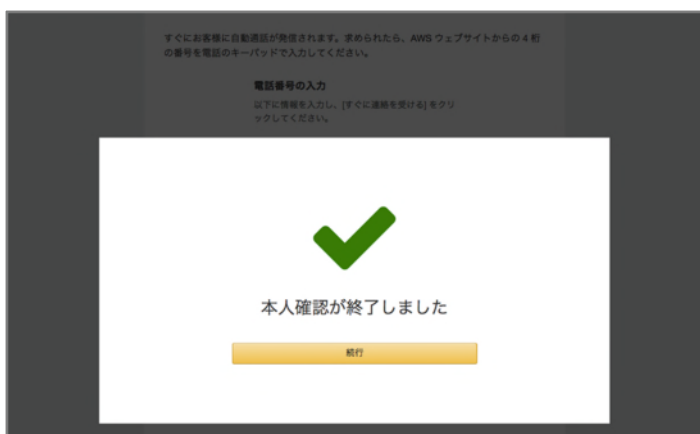 すぐにお客様に自動通話が発信されます。求められたら、AWS ウェブサイトからの 4 桁
の番号を電話のキーパッドで入力してください。
電話番号の入力
以下に情報を入力し、[すぐに連絡を受ける] をクリ
ックしてください。
本人確認が終了しました
続行